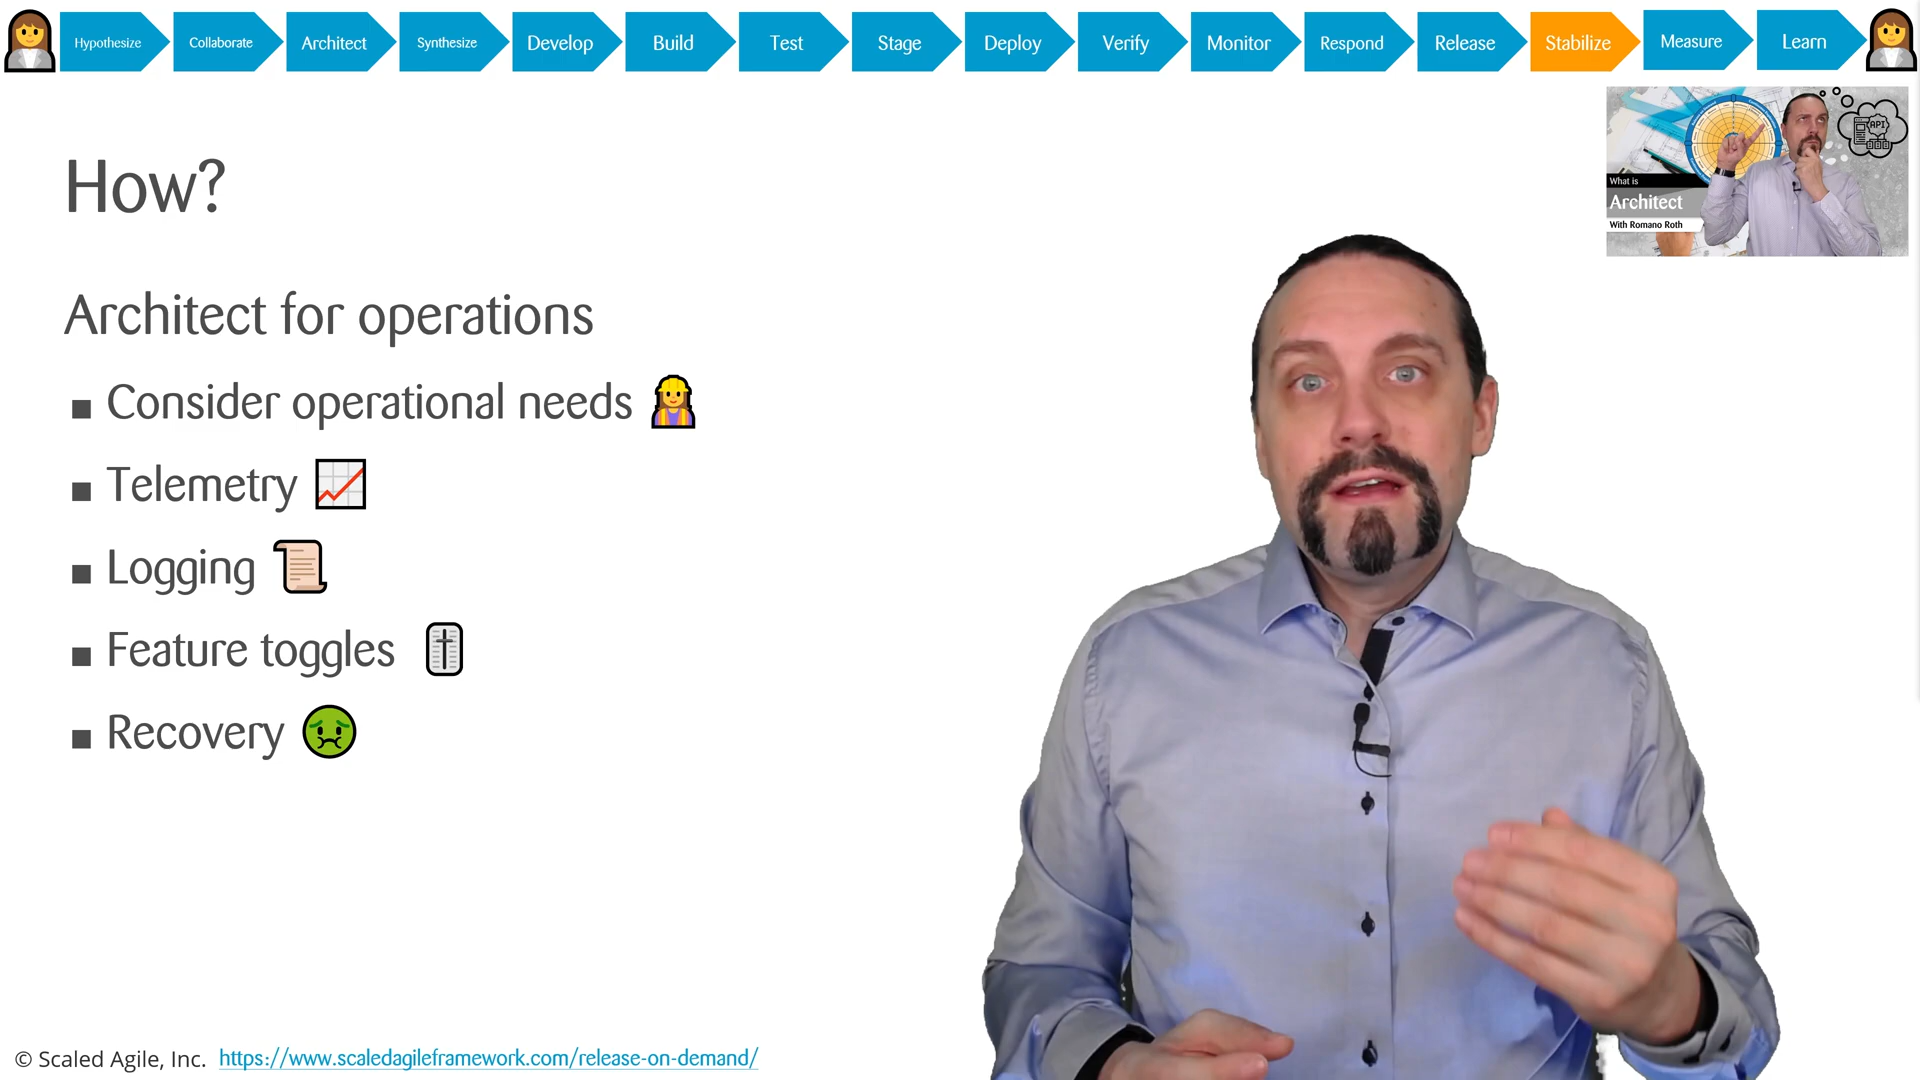 Hypothesize Collaborate Architect Synthesize Develop Build Test Stage Deploy Verify Monitor Respond Release Stabilize Measure Learn
API
What is
Architect
With Romano Roth
How?
Architect for operations
■ Consider operational needs
■ Telemetry
■ Logging
■ Feature toggles
■ Recovery
© Scaled Agile, Inc. https://www.scaledagileframework.com/release-on-demand/